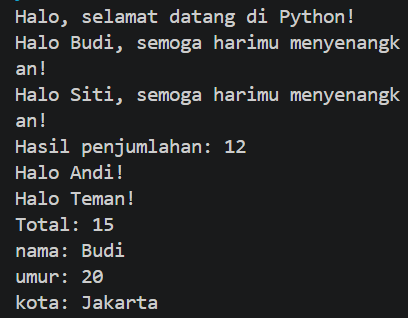 Halo, selamat datang di Python!
Halo Budi, semoga harimu menyenangk
an!
Halo Siti, semoga harimu menyenangk
an!
Hasil penjumlahan: 12
Halo Andi!
Halo Teman!
Total: 15
nama: Budi
umur: 20
kota: Jakarta